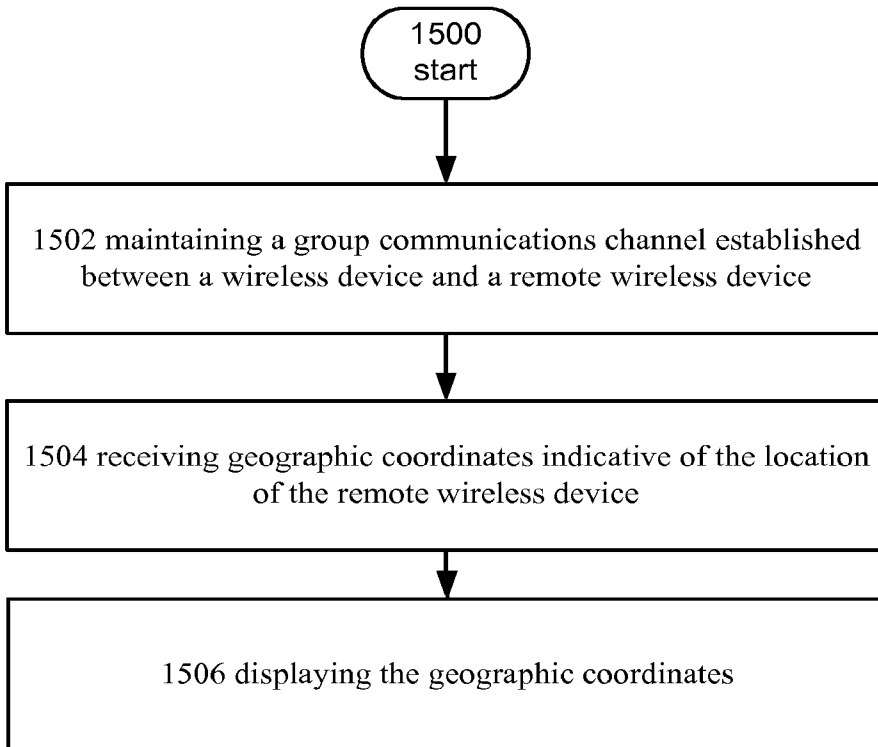 1500
start
1502 maintaining a group communications channel established
between a wireless device and a remote wireless device
1504 receiving geographic coordinates indicative of the location
of the remote wireless device
1506 displaying the geographic coordinates